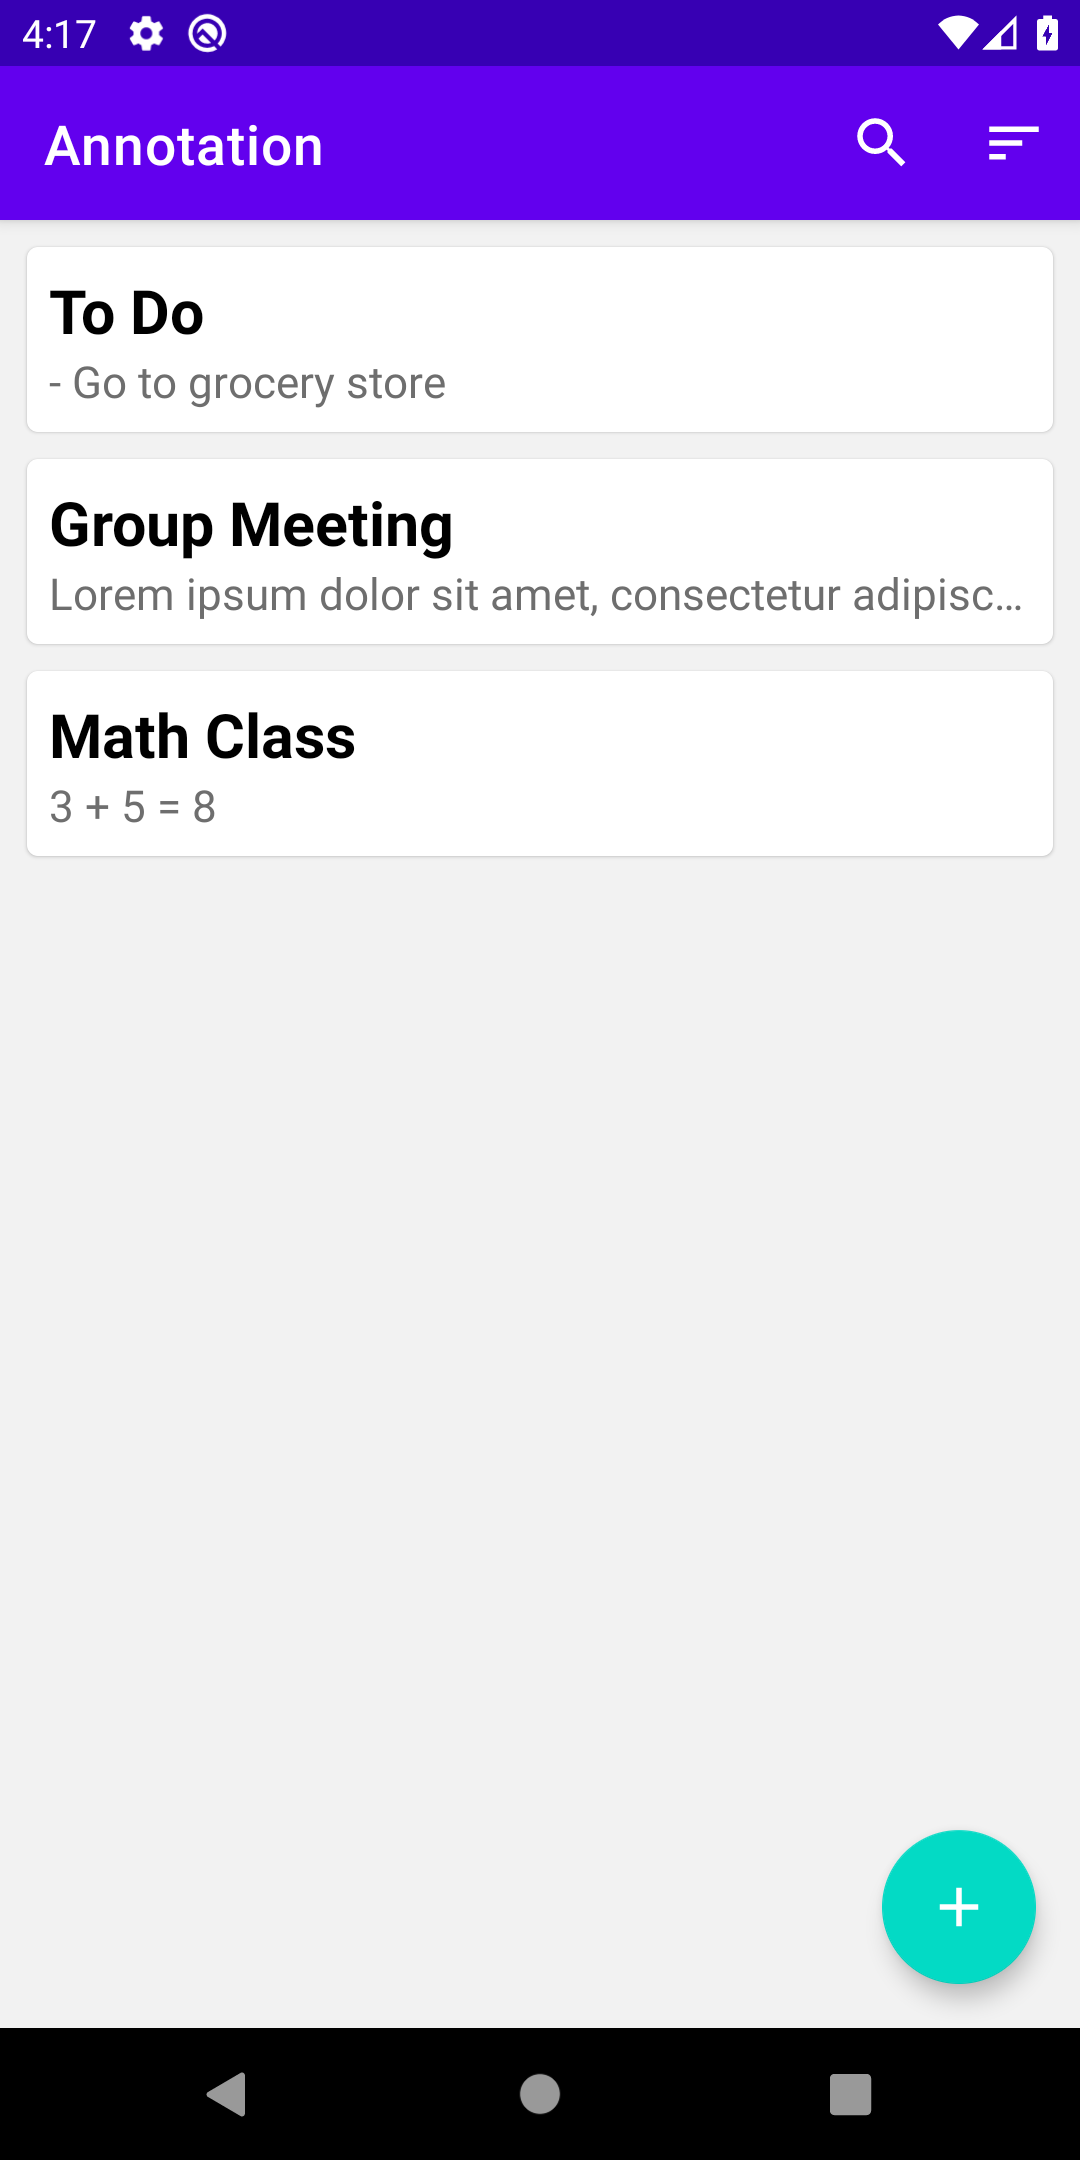 4:17
Annotation
To Do
- Go to grocery store
Group Meeting
Lorem ipsum dolor sit amet, consectetur adipisc...
Math Class
3 + 5 = 8